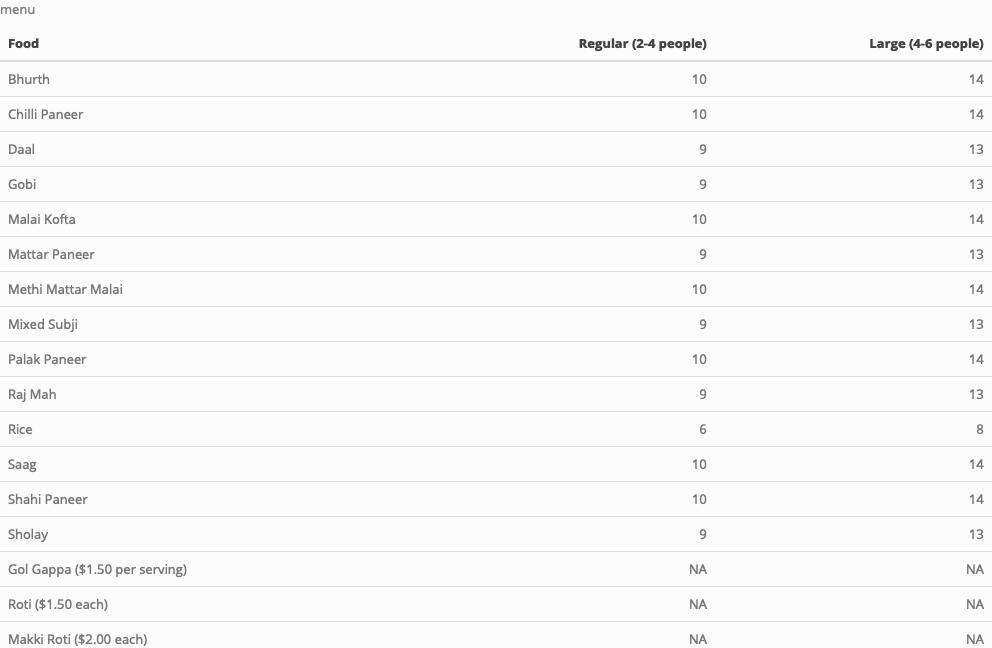 menu
Food Regular (2-4 people) Large (4-6 people)
Bhurth 10 14
Chilli Paneer 10 14
Daal 9 13
Gobi 9 13
Malai Kofta 10 14
Mattar Paneer 9 13
Methi Mattar Malai 10 14
Mixed Subji 9 13
Palak Paneer 10 14
Raj Mah 9 13
Rice 6 8
Saag 10 14
Shahi Paneer 10 14
Sholay 9 13
Gol Gappa ($1.50 per serving) NA NA
Roti ($1.50 each) NA NA
Makki Roti ($2.00 each) NA NA